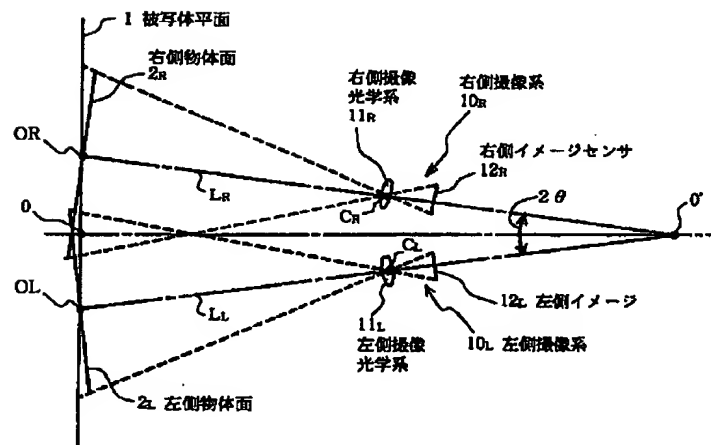 1 被写体平面
右側物体面
2R
右側撮像
光学系
11R
右側撮像系
10R
右側イメージセンサ
12R
OR
LR
CR
2θ
O
O'
CL
OL
LL
11L
左側撮像
光学系
12L 左側イメージ
10L 左側撮像系
2L 左側物体面